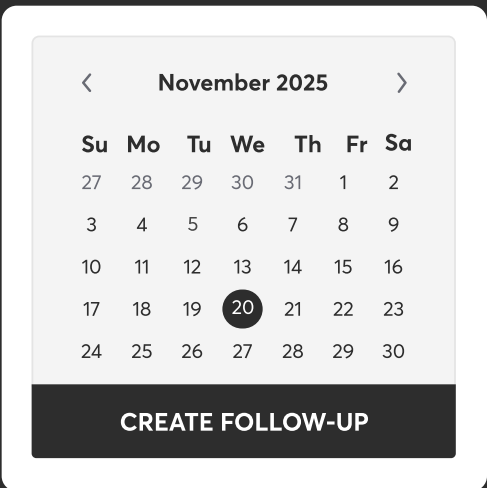 November 2025
Su Mo Tu We Th Fr Sa
27 28 29 30 31 1 2
3 4 5 6 7 8 9
10 11 12 13 14 15 16
17 18 19 20 21 22 23
24 25 26 27 28 29 30
CREATE FOLLOW-UP